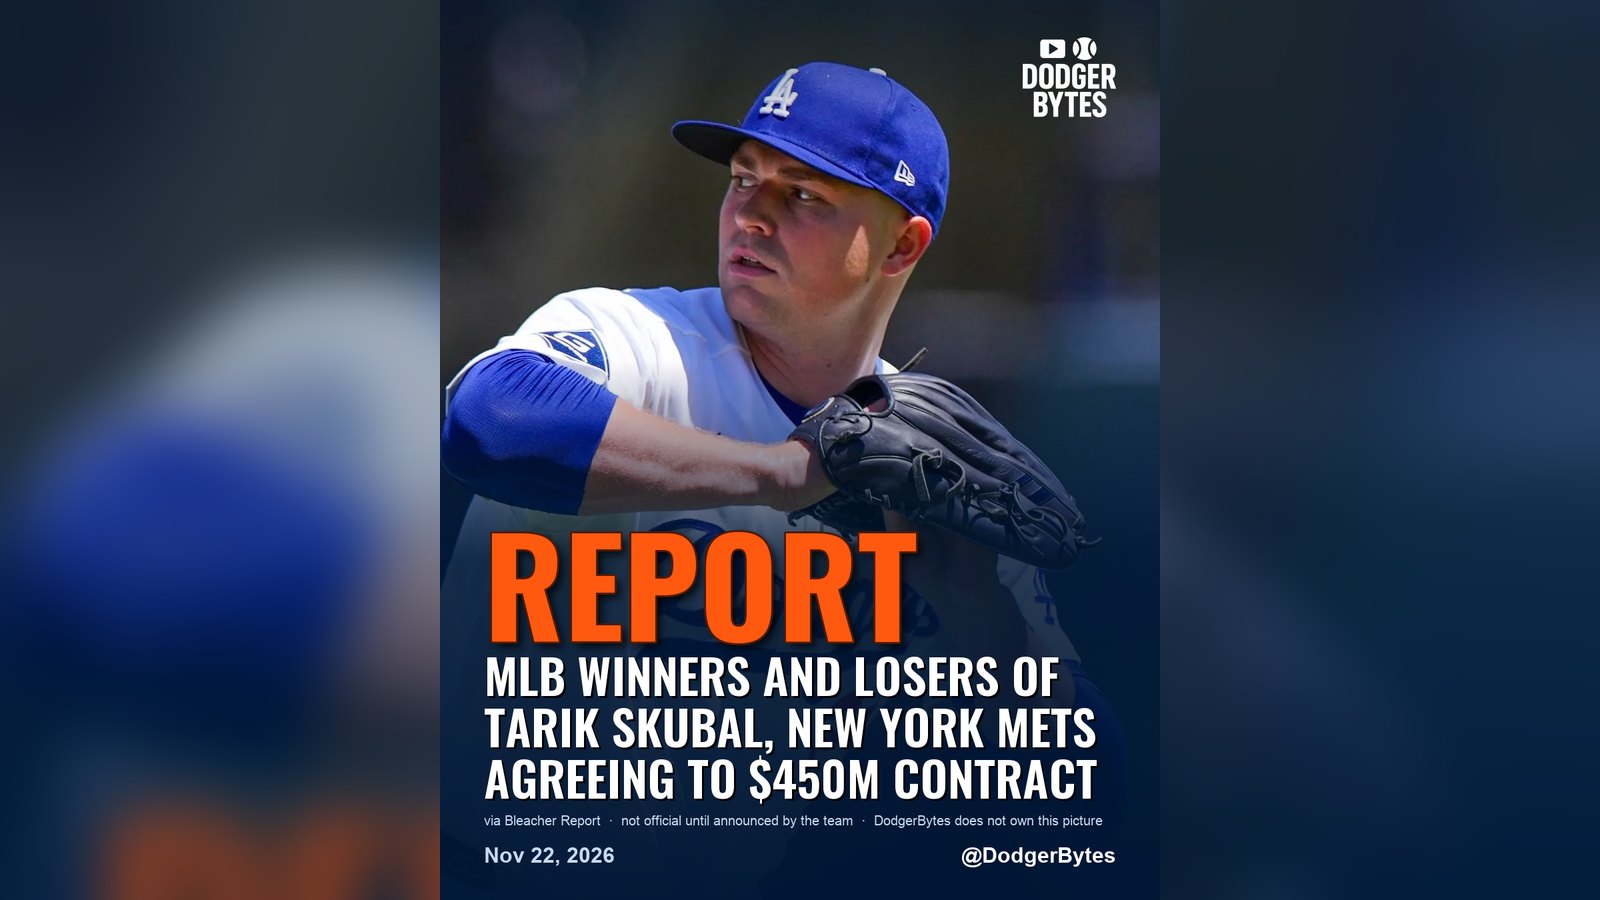 DODGER
BYTES
REPORT
MLB WINNERS AND LOSERS OF
TARIK SKUBAL, NEW YORK METS
AGREEING TO $450M CONTRACT
via Bleacher Report · not official until announced by the team · DodgerBytes does not own this picture
Nov 22, 2026
@DodgerBytes